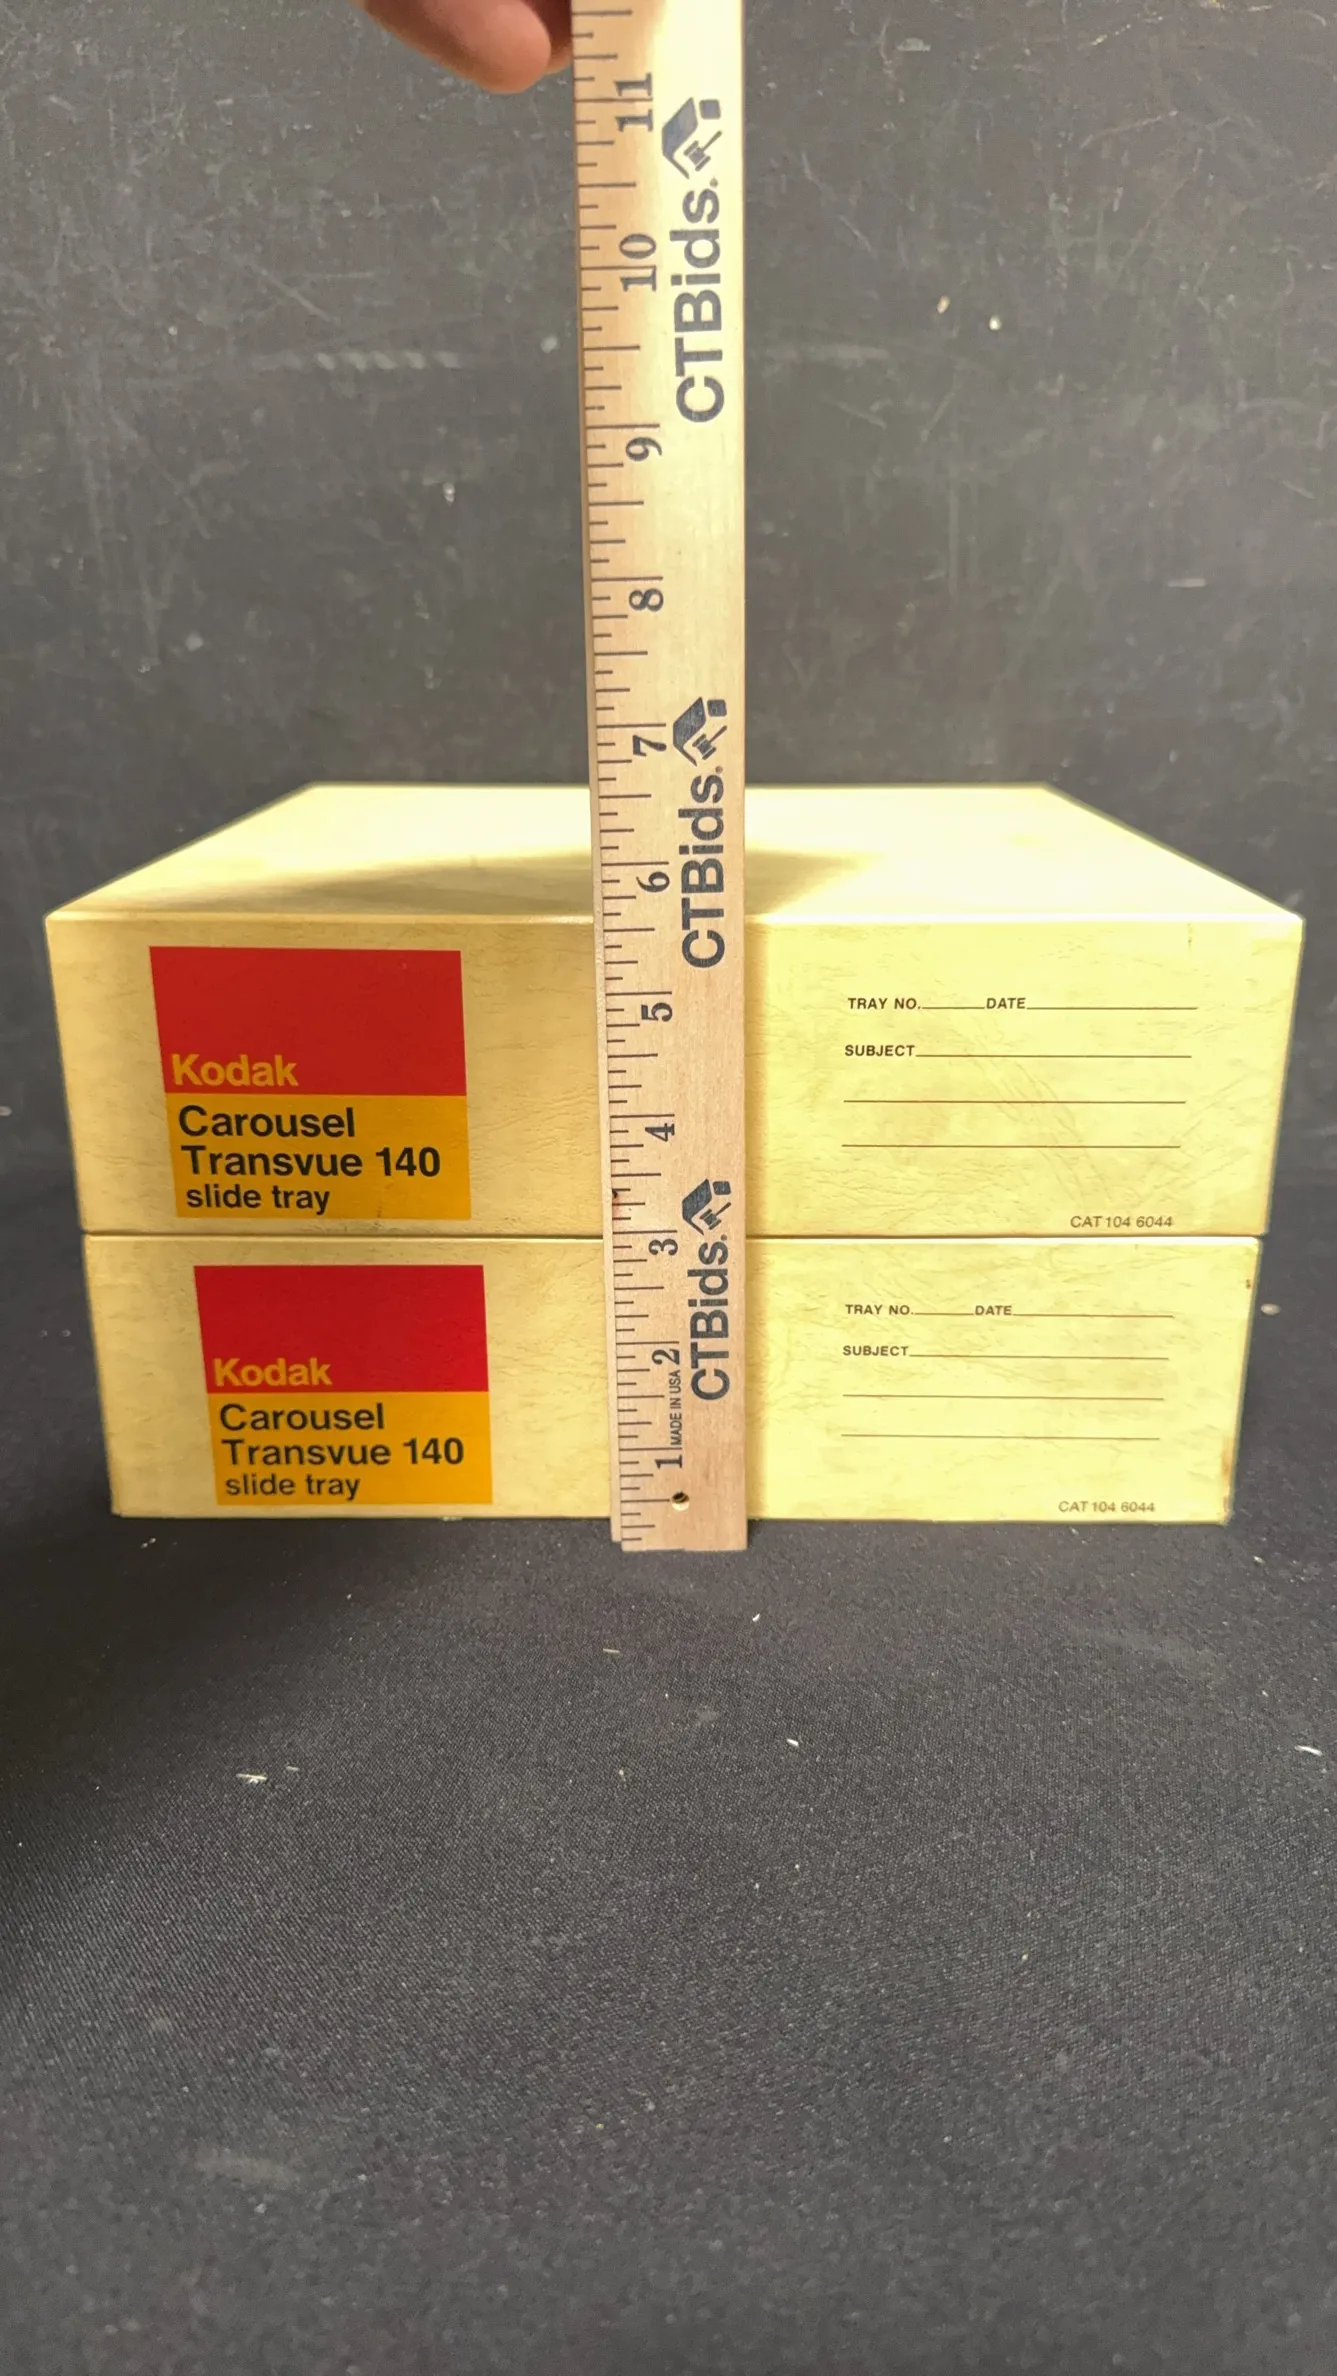 11
10
9
8
7
6
5
4
3
2
1
CTBids.
CTBids.
CTBids.
CTBids.
MADE IN USA
Kodak
Carousel
Transvue 140
slide tray
TRAY NO. DATE
SUBJECT
CAT 104 6044
Kodak
Carousel
Transvue 140
slide tray
TRAY NO. DATE
SUBJECT
CAT 104 6044